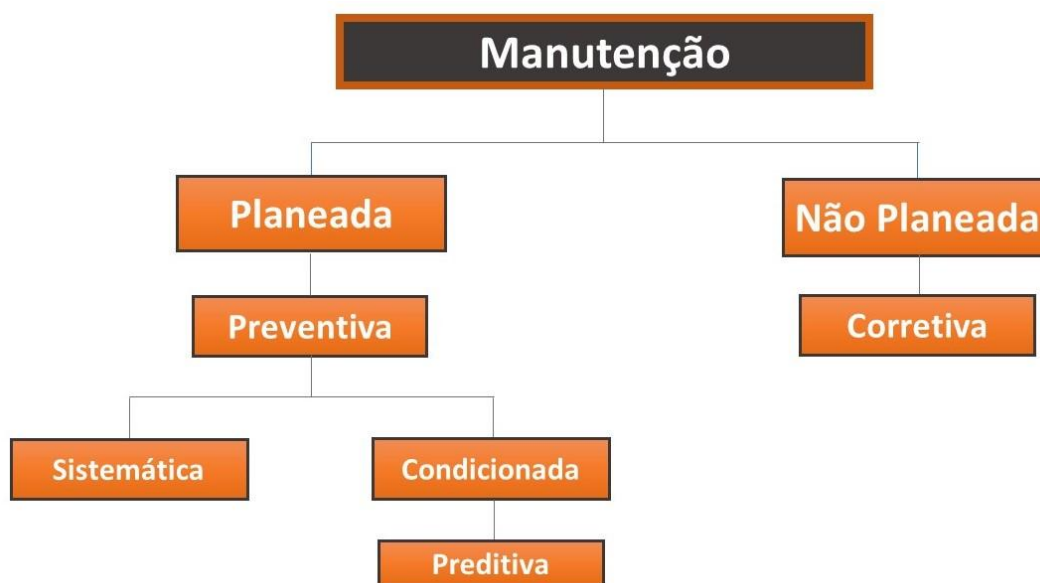 Manutenção
Planeada
Não Planeada
Preventiva
Corretiva
Sistemática
Condicionada
Preditiva